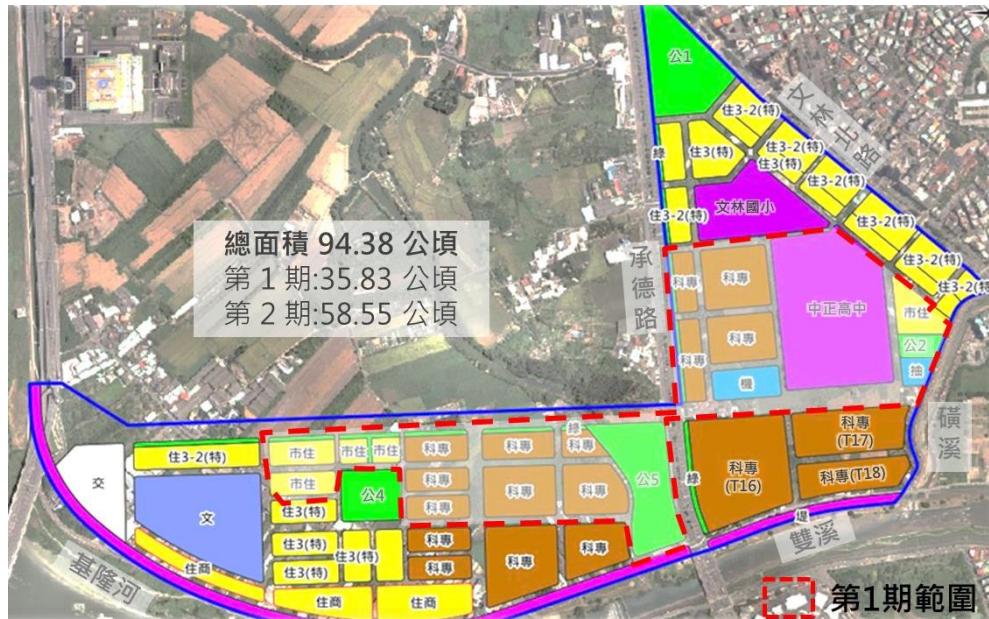 公1
文林北路
住3-2(特)
綠
住3(特)
住3-2(特)
住3(特)
住3-2(特)
住3-2(特)
文林國小
住3-2(特)
總面積 94.38 公頃
第 1 期:35.83 公頃
第 2 期:58.55 公頃
承德路
科專
科專
中正高中
住3-2(特)
住3-2(特)
市住
科專
科專
公2
機
抽
磺溪
住3-2(特)
市住
市住
市住
科專
科專
綠
科專
科專
(T17)
市住
公4
科專
科專
科專
公5
綠
科專
(T16)
科專(T18)
交
文
住3(特)
科專
堤
雙溪
住3(特)
住3(特)
科專
科專
科專
住3(特)
科專
住商
住商
住商
基隆河
第1期範圍